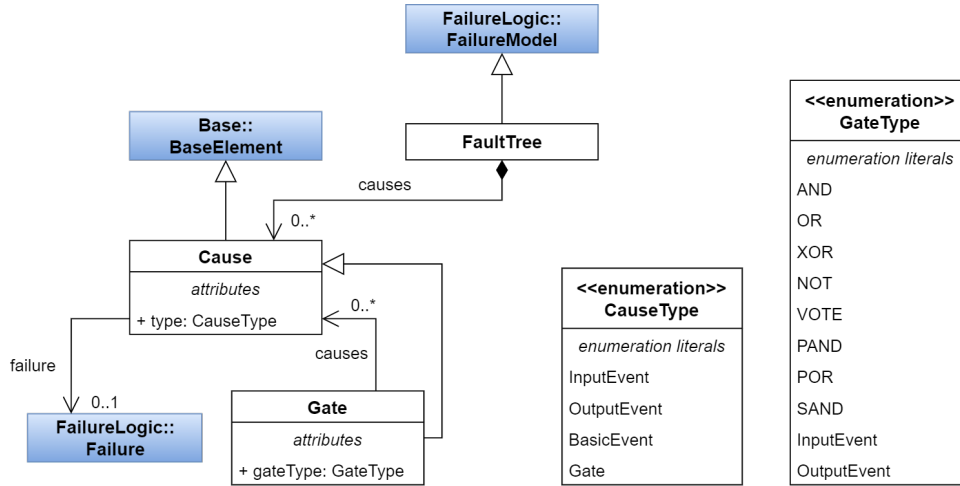 FailureLogic::
FailureModel
Base::
BaseElement
FaultTree
causes
0..*
Cause
attributes
+ type: CauseType
0..*
causes
failure
0..1
FailureLogic::
Failure
Gate
attributes
+ gateType: GateType
<<enumeration>>
CauseType
enumeration literals
InputEvent
OutputEvent
BasicEvent
Gate
<<enumeration>>
GateType
enumeration literals
AND
OR
XOR
NOT
VOTE
PAND
POR
SAND
InputEvent
OutputEvent